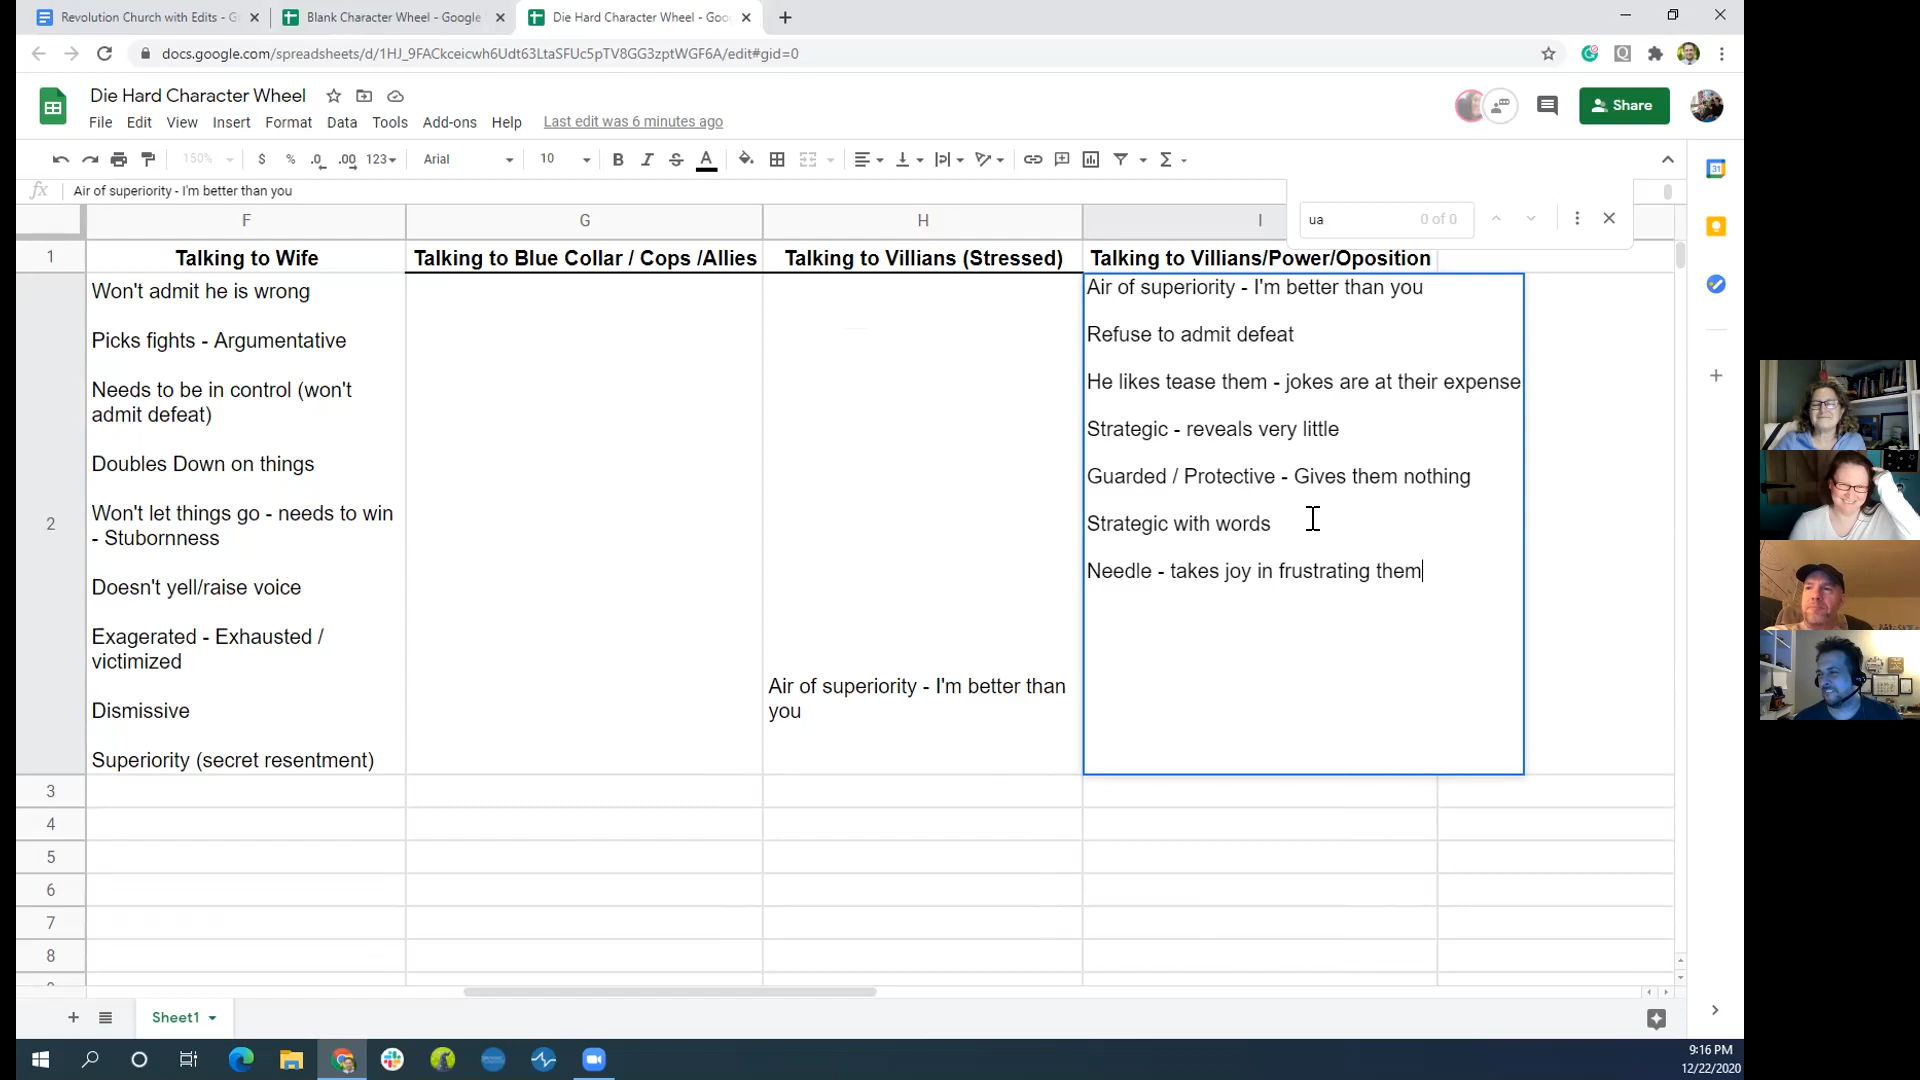 Revolution Church with Edits - G
Blank Character Wheel - Google
Die Hard Character Wheel - Goo
docs.google.com/spreadsheets/d/1HJ_9FACkceicwh6Udt63LtaSFUc5pTV8GG3zptWGF6A/edit#gid=0
Die Hard Character Wheel
File Edit View Insert Format Data Tools Add-ons Help Last edit was 6 minutes ago
Share
150% $ % .0 .00 123 Arial 10 B I S A
fx Air of superiority - I'm better than you
ua 0 of 0
F G H I
1 Talking to Wife Talking to Blue Collar / Cops /Allies Talking to Villians (Stressed) Talking to Villians/Power/Oposition
2
Won't admit he is wrong
Picks fights - Argumentative
Needs to be in control (won't
admit defeat)
Doubles Down on things
Won't let things go - needs to win
- Stubornness
Doesn't yell/raise voice
Exagerated - Exhausted /
victimized
Dismissive
Superiority (secret resentment)
Air of superiority - I'm better than
you
Air of superiority - I'm better than you
Refuse to admit defeat
He likes tease them - jokes are at their expense
Strategic - reveals very little
Guarded / Protective - Gives them nothing
Strategic with words
Needle - takes joy in frustrating them
3
4
5
6
7
8
Sheet1
9:16 PM
12/22/2020